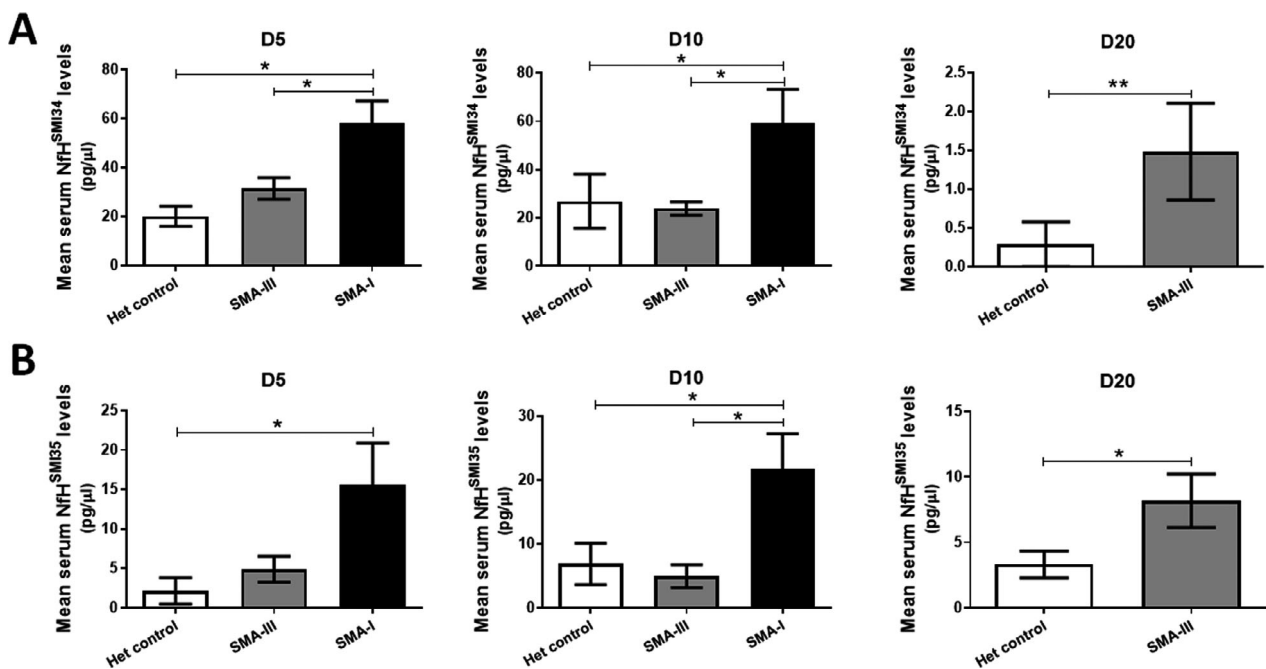 A
D5
Mean serum NfH^SMI34 levels
(pg/µl)
80
60
40
20
0
*
*
Het control
SMA-III
SMA-I
D10
Mean serum NfH^SMI34 levels
(pg/µl)
80
60
40
20
0
*
*
Het control
SMA-III
SMA-I
D20
Mean serum NfH^SMI34 levels
(pg/µl)
2.5
2.0
1.5
1.0
0.5
0.0
**
Het control
SMA-III
B
D5
Mean serum NfH^SMI35 levels
(pg/µl)
25
20
15
10
5
0
*
Het control
SMA-III
SMA-I
D10
Mean serum NfH^SMI35 levels
(pg/µl)
30
20
10
0
*
*
Het control
SMA-III
SMA-I
D20
Mean serum NfH^SMI35 levels
(pg/µl)
15
10
5
0
*
Het control
SMA-III